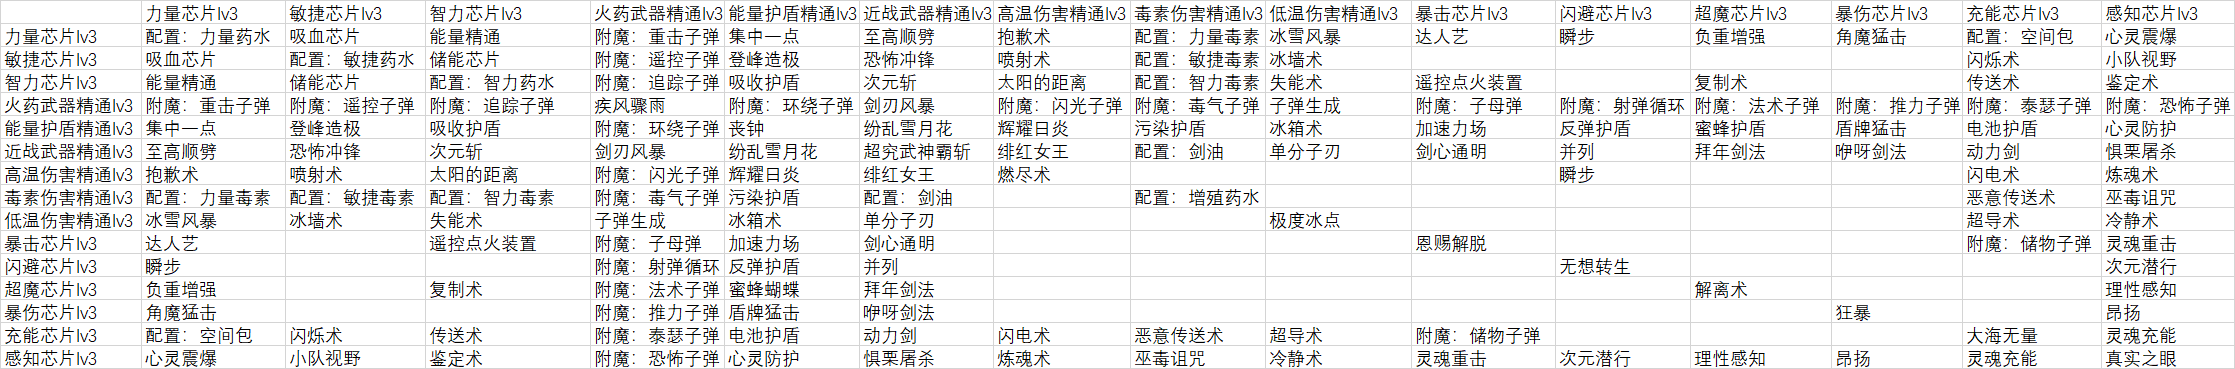 力量芯片lv3 敏捷芯片lv3 智力芯片lv3 火药武器精通lv3 能量护盾精通lv3 近战武器精通lv3 高温伤害精通lv3 毒素伤害精通lv3 低温伤害精通lv3 暴击芯片lv3 闪避芯片lv3 超魔芯片lv3 暴伤芯片lv3 充能芯片lv3 感知芯片lv3
力量芯片lv3 配置：力量药水 吸血芯片 能量精通 附魔：重击子弹 集中一点 至高顺劈 抱歉术 配置：力量毒素 冰雪风暴 达人艺 瞬步 负重增强 角魔猛击 配置：空间包 心灵震爆
敏捷芯片lv3 吸血芯片 配置：敏捷药水 储能芯片 附魔：遥控子弹 登峰造极 恐怖冲锋 喷射术 配置：敏捷毒素 冰墙术 闪烁术 小队视野
智力芯片lv3 能量精通 储能芯片 配置：智力药水 附魔：追踪子弹 吸收护盾 次元斩 太阳的距离 配置：智力毒素 失能术 遥控点火装置 复制术 传送术 鉴定术
火药武器精通lv3 附魔：重击子弹 附魔：遥控子弹 附魔：追踪子弹 疾风骤雨 附魔：环绕子弹 剑刃风暴 附魔：闪光子弹 附魔：毒气子弹 子弹生成 附魔：子母弹 附魔：射弹循环 附魔：法术子弹 附魔：推力子弹 附魔：泰瑟子弹 附魔：恐怖子弹
能量护盾精通lv3 集中一点 登峰造极 吸收护盾 附魔：环绕子弹 丧钟 纷乱雪月花 辉耀日炎 污染护盾 冰箱术 加速力场 反弹护盾 蜜蜂护盾 盾牌猛击 电池护盾 心灵防护
近战武器精通lv3 至高顺劈 恐怖冲锋 次元斩 剑刃风暴 纷乱雪月花 超究武神霸斩 绯红女王 配置：剑油 单分子刃 剑心通明 并列 拜年剑法 咿呀剑法 动力剑 惧栗屠杀
高温伤害精通lv3 抱歉术 喷射术 太阳的距离 附魔：闪光子弹 辉耀日炎 绯红女王 燃尽术 瞬步 闪电术 炼魂术
毒素伤害精通lv3 配置：力量毒素 配置：敏捷毒素 配置：智力毒素 附魔：毒气子弹 污染护盾 配置：剑油 配置：增殖药水 恶意传送术 巫毒诅咒
低温伤害精通lv3 冰雪风暴 冰墙术 失能术 子弹生成 冰箱术 单分子刃 极度冰点 超导术 冷静术
暴击芯片lv3 达人艺 遥控点火装置 附魔：子母弹 加速力场 剑心通明 恩赐解脱 附魔：储物子弹 灵魂重击
闪避芯片lv3 瞬步 附魔：射弹循环 反弹护盾 并列 无想转生 次元潜行
超魔芯片lv3 负重增强 复制术 附魔：法术子弹 蜜蜂蝴蝶 拜年剑法 解离术 理性感知
暴伤芯片lv3 角魔猛击 附魔：推力子弹 盾牌猛击 咿呀剑法 狂暴 昂扬
充能芯片lv3 配置：空间包 闪烁术 传送术 附魔：泰瑟子弹 电池护盾 动力剑 闪电术 恶意传送术 超导术 附魔：储物子弹 大海无量 灵魂充能
感知芯片lv3 心灵震爆 小队视野 鉴定术 附魔：恐怖子弹 心灵防护 惧栗屠杀 炼魂术 巫毒诅咒 冷静术 灵魂重击 次元潜行 理性感知 昂扬 灵魂充能 真实之眼